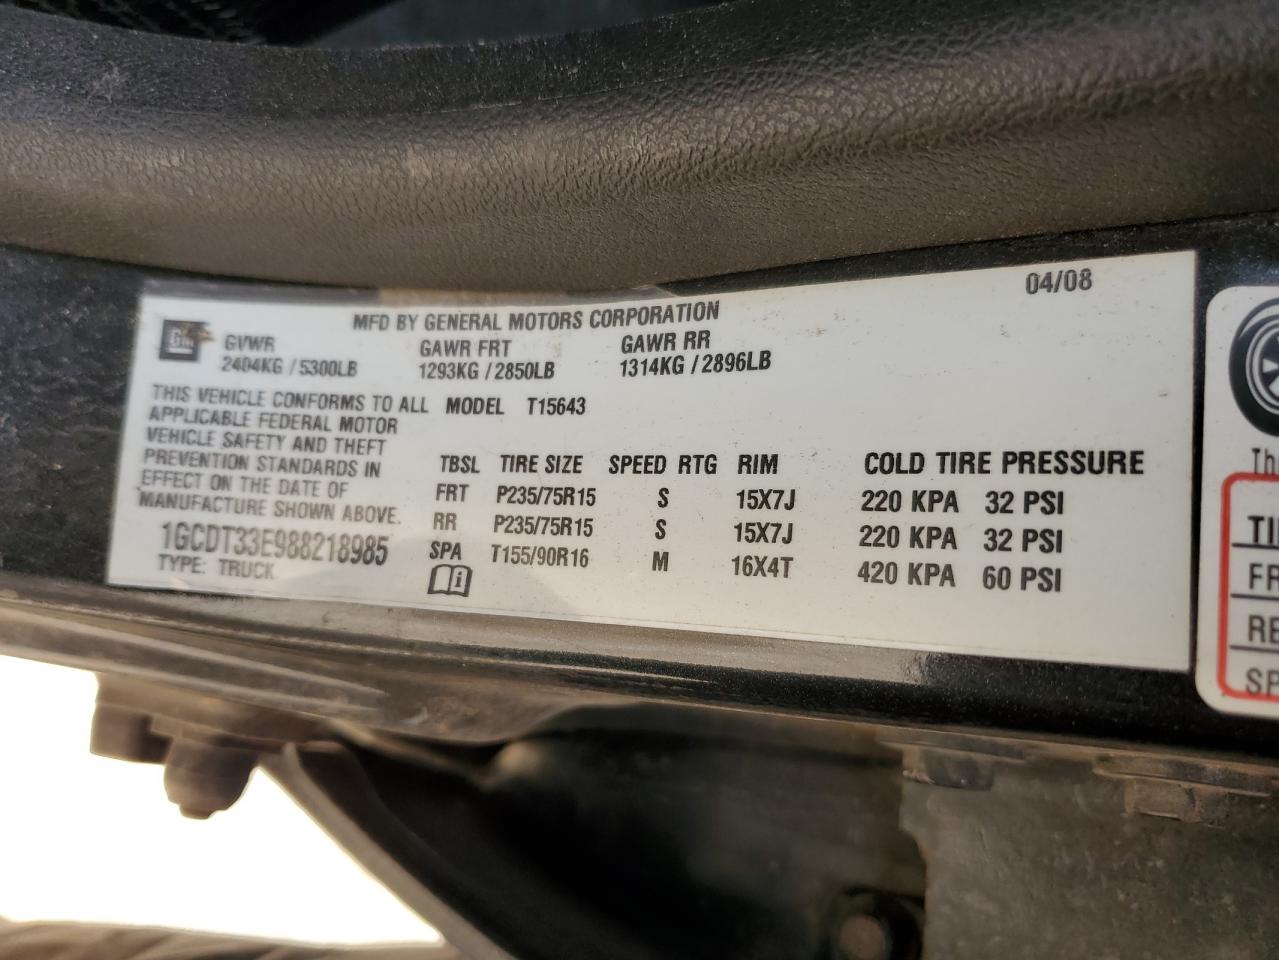 04/08
MFD BY GENERAL MOTORS CORPORATION
GM
GVWR GAWR FRT GAWR RR
2404KG / 5300LB 1293KG / 2850LB 1314KG / 2896LB
THIS VEHICLE CONFORMS TO ALL
APPLICABLE FEDERAL MOTOR
VEHICLE SAFETY AND THEFT
PREVENTION STANDARDS IN
EFFECT ON THE DATE OF
MANUFACTURE SHOWN ABOVE.
1GCDT33E988218985
TYPE: TRUCK
MODEL T15643
TBSL TIRE SIZE SPEED RTG RIM COLD TIRE PRESSURE
FRT P235/75R15 S 15X7J 220 KPA 32 PSI
RR P235/75R15 S 15X7J 220 KPA 32 PSI
SPA T155/90R16 M 16X4T 420 KPA 60 PSI
i